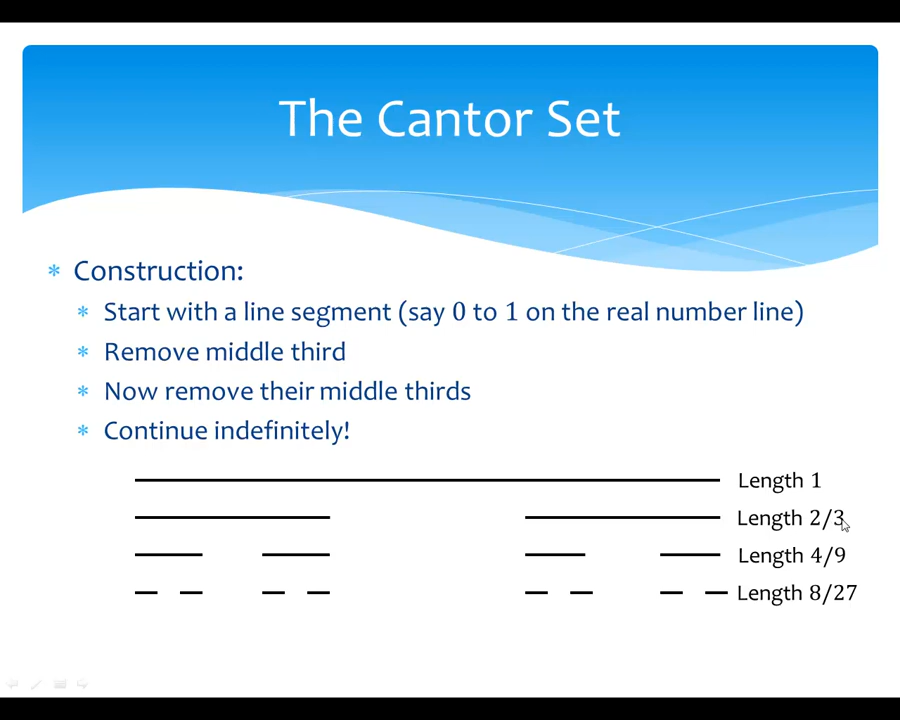 The Cantor Set
Construction:
Start with a line segment (say 0 to 1 on the real number line)
Remove middle third
Now remove their middle thirds
Continue indefinitely!
Length 1
Length 2/3
Length 4/9
Length 8/27